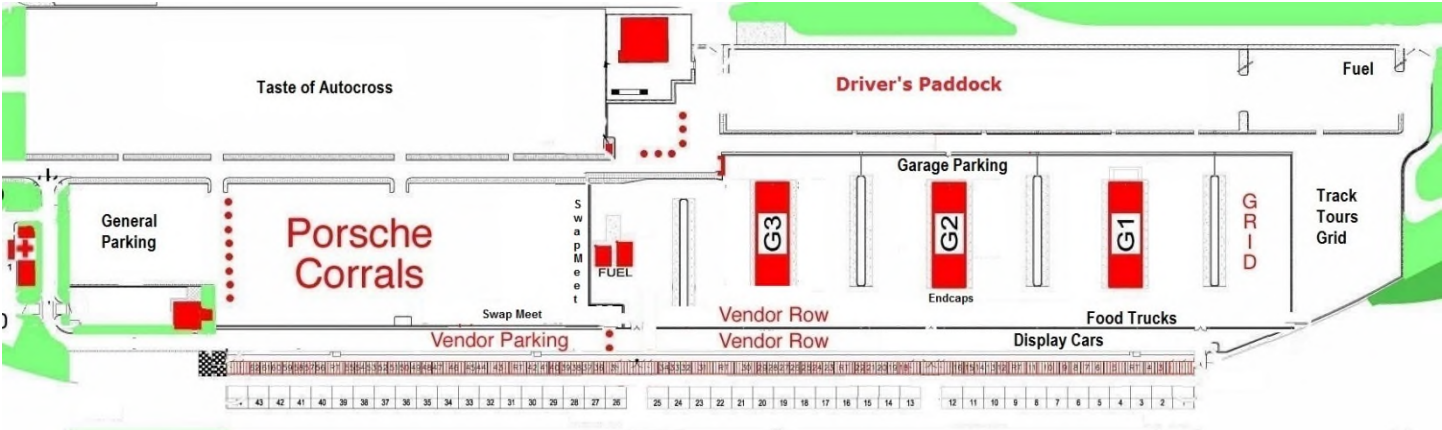 Taste of Autocross
Driver's Paddock
Fuel
Garage Parking
General
Parking
Porsche
Corrals
SwapMeet
FUEL
G3
G2
G1
GRID
Track
Tours
Grid
Endcaps
1
Swap Meet
Vendor Row
Food Trucks
Vendor Parking
Vendor Row
Display Cars
43 42 41 40 39 38 37 36 35 34 33 32 31 30 29 28 27 26 25 24 23 22 21 20 19 18 17 16 15 14 13 12 11 10 9 8 7 6 5 4 3 2